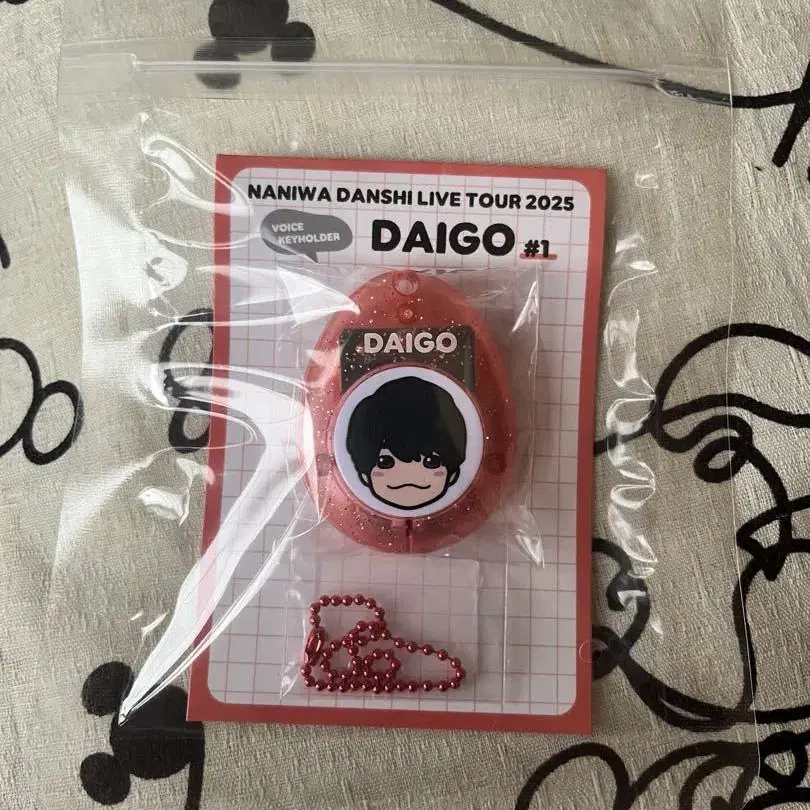 NANIWA DANSHI LIVE TOUR 2025
VOICE
KEYHOLDER
DAIGO #1
DAIGO